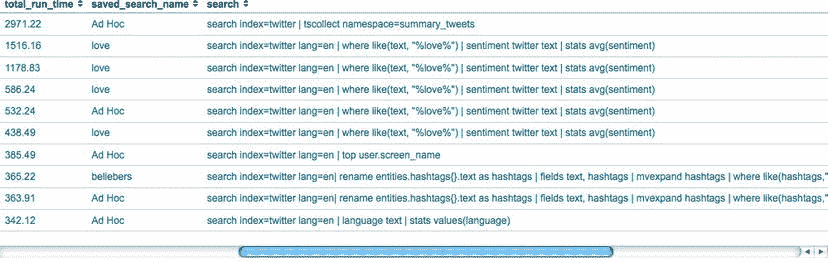 total_run_time saved_search_name search
2971.22 Ad Hoc search index=twitter | tscollect namespace=summary_tweets
1516.16 love search index=twitter lang=en | where like(text, "%love%") | sentiment twitter text | stats avg(sentiment)
1178.83 love search index=twitter lang=en | where like(text, "%love%") | sentiment twitter text | stats avg(sentiment)
586.24 love search index=twitter lang=en | where like(text, "%love%") | sentiment twitter text | stats avg(sentiment)
532.24 Ad Hoc search index=twitter lang=en | where like(text, "%love%") | sentiment twitter text | stats avg(sentiment)
438.49 love search index=twitter lang=en | where like(text, "%love%") | sentiment twitter text | stats avg(sentiment)
385.49 Ad Hoc search index=twitter lang=en | top user.screen_name
365.22 beliebers search index=twitter lang=en| rename entities.hashtags{}.text as hashtags | fields text, hashtags | mvexpand hashtags | where like(hashtags,"
363.91 Ad Hoc search index=twitter lang=en| rename entities.hashtags{}.text as hashtags | fields text, hashtags | mvexpand hashtags | where like(hashtags,"
342.12 Ad Hoc search index=twitter lang=en | language text | stats values(language)